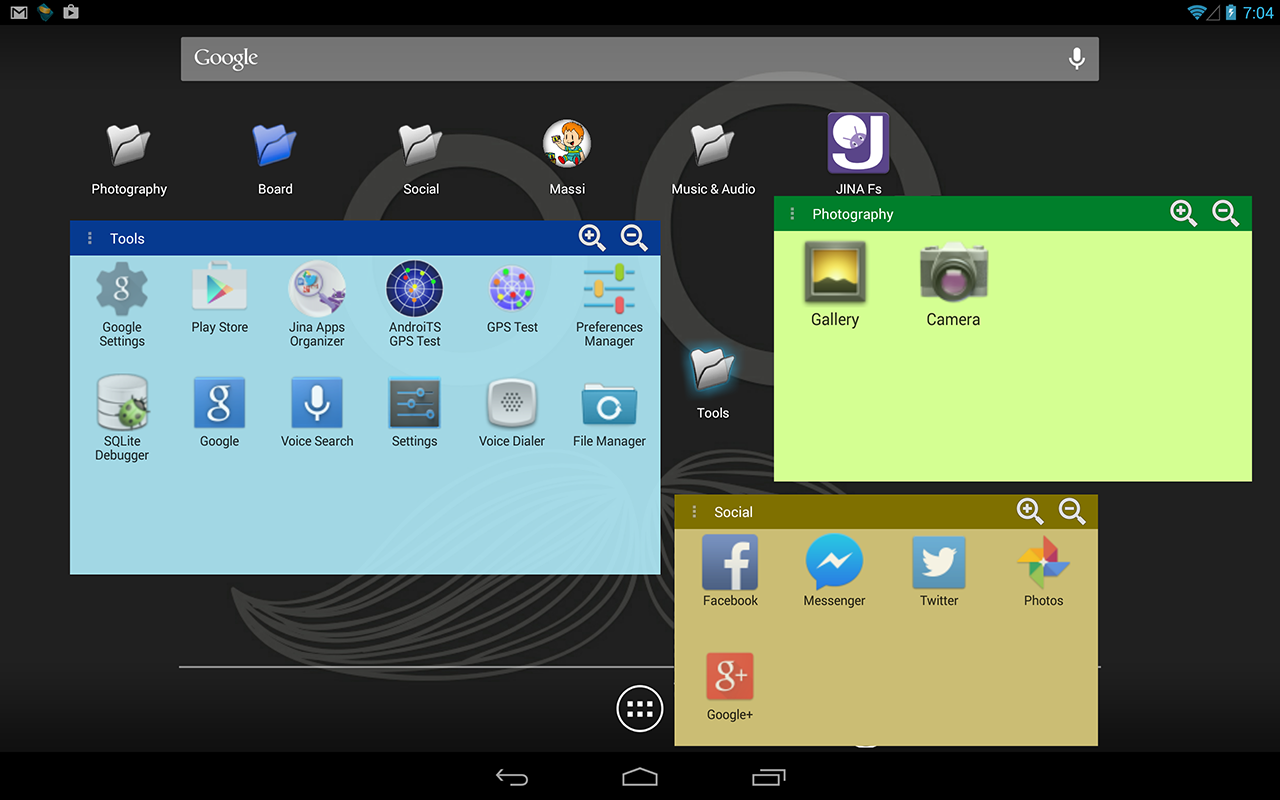 7:04
Google
Photography
Board
Social
Massi
Music & Audio
JINA Fs
Tools
Google
Settings
Play Store
Jina Apps
Organizer
AndroiTS
GPS Test
GPS Test
Preferences
Manager
SQLite
Debugger
Google
Voice Search
Settings
Voice Dialer
File Manager
Tools
Photography
Gallery
Camera
Social
Facebook
Messenger
Twitter
Photos
g+
Google+